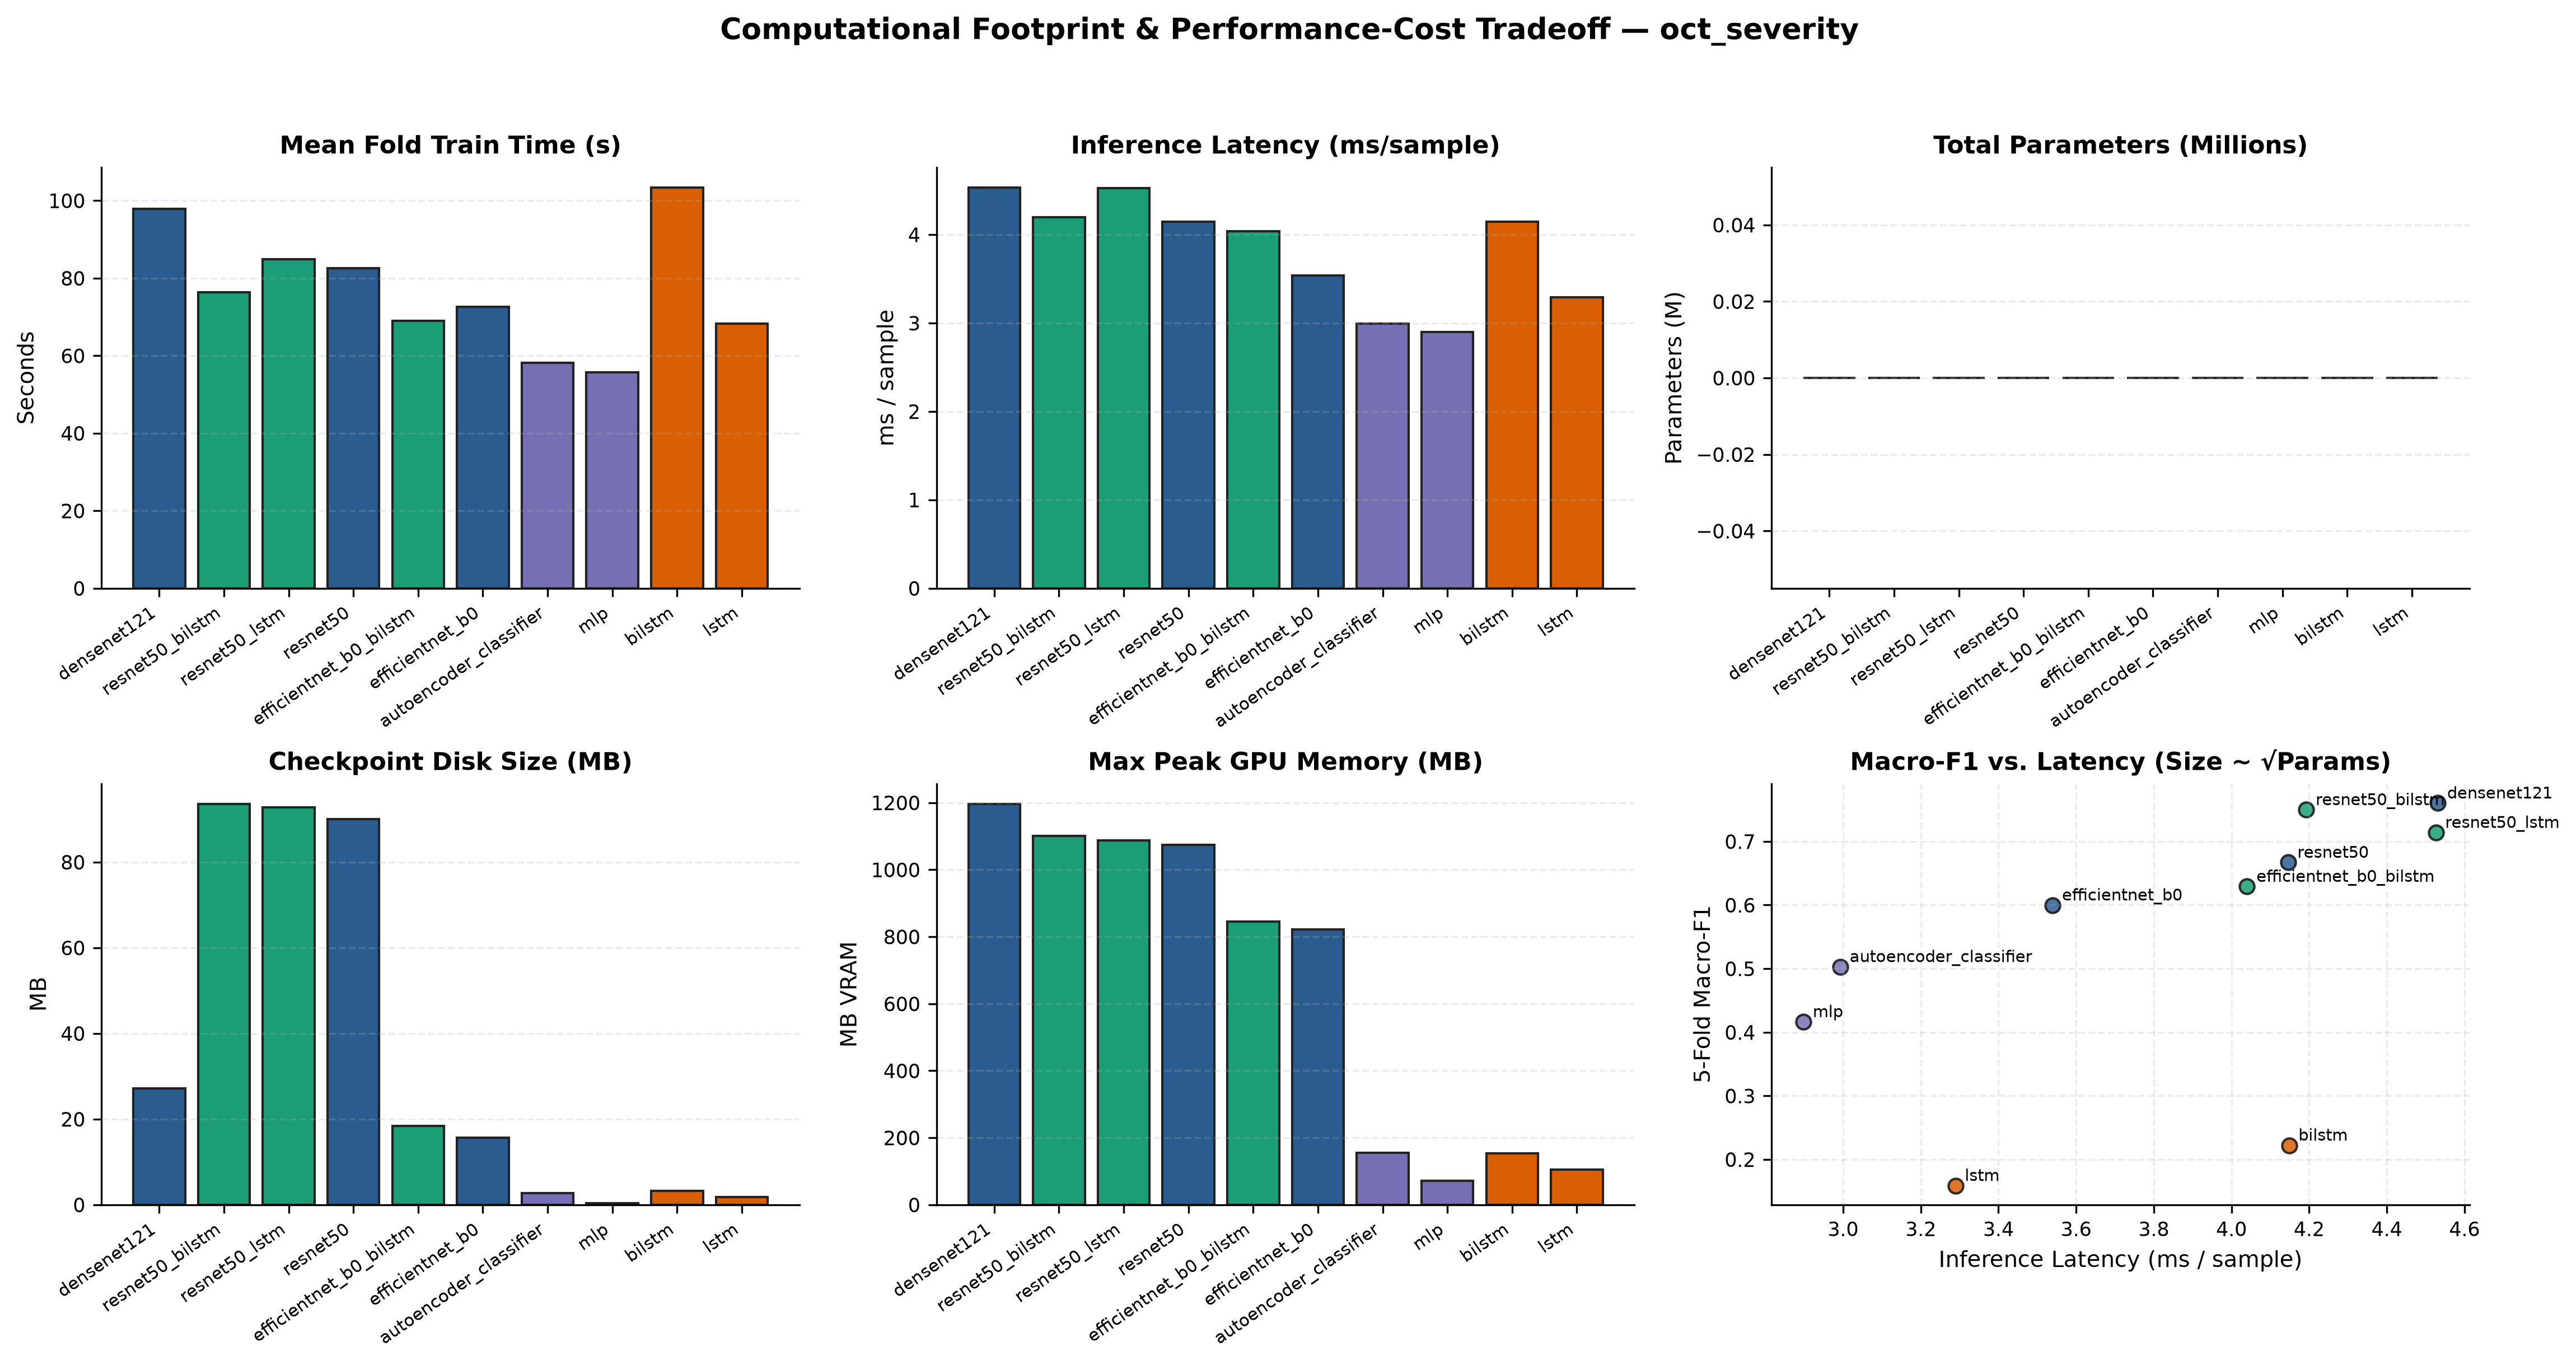 Computational Footprint & Performance-Cost Tradeoff — oct_severity
Mean Fold Train Time (s)
Seconds
100
80
60
40
20
0
densenet121
resnet50_bilstm
resnet50_lstm
resnet50
efficientnet_b0_bilstm
efficientnet_b0
autoencoder_classifier
mlp
bilstm
lstm
Inference Latency (ms/sample)
ms / sample
4
3
2
1
0
densenet121
resnet50_bilstm
resnet50_lstm
resnet50
efficientnet_b0_bilstm
efficientnet_b0
autoencoder_classifier
mlp
bilstm
lstm
Total Parameters (Millions)
Parameters (M)
0.04
0.02
0.00
−0.02
−0.04
densenet121
resnet50_bilstm
resnet50_lstm
resnet50
efficientnet_b0_bilstm
efficientnet_b0
autoencoder_classifier
mlp
bilstm
lstm
Checkpoint Disk Size (MB)
MB
80
60
40
20
0
densenet121
resnet50_bilstm
resnet50_lstm
resnet50
efficientnet_b0_bilstm
efficientnet_b0
autoencoder_classifier
mlp
bilstm
lstm
Max Peak GPU Memory (MB)
MB VRAM
1200
1000
800
600
400
200
0
densenet121
resnet50_bilstm
resnet50_lstm
resnet50
efficientnet_b0_bilstm
efficientnet_b0
autoencoder_classifier
mlp
bilstm
lstm
Macro-F1 vs. Latency (Size ~ √Params)
5-Fold Macro-F1
0.7
0.6
0.5
0.4
0.3
0.2
densenet121
resnet50_bilstm
resnet50_lstm
resnet50
efficientnet_b0_bilstm
efficientnet_b0
autoencoder_classifier
mlp
bilstm
lstm
3.0 3.2 3.4 3.6 3.8 4.0 4.2 4.4 4.6
Inference Latency (ms / sample)